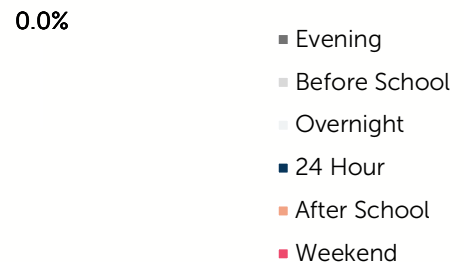 0.0%
Evening
Before School
Overnight
24 Hour
After School
Weekend